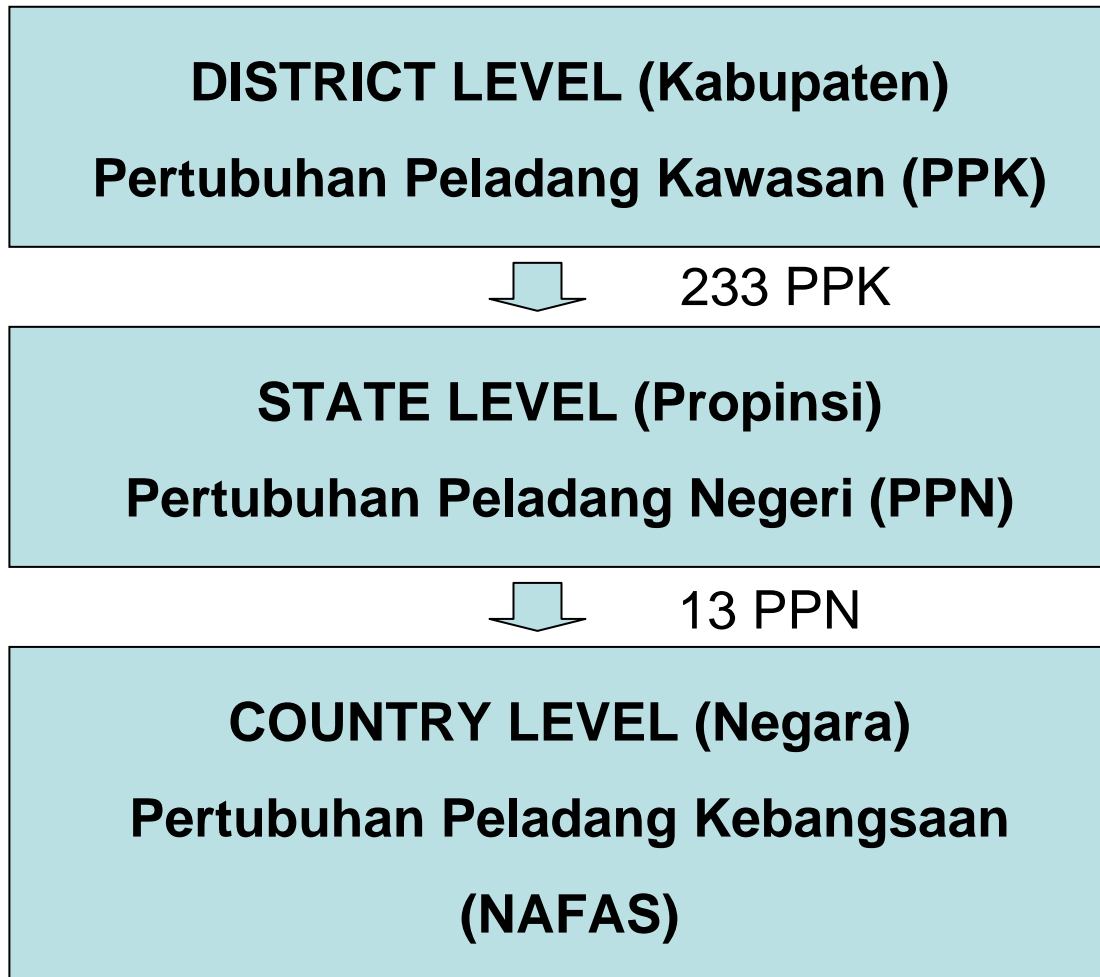 DISTRICT LEVEL (Kabupaten)
Pertubuhan Peladang Kawasan (PPK)
233 PPK
STATE LEVEL (Propinsi)
Pertubuhan Peladang Negeri (PPN)
13 PPN
COUNTRY LEVEL (Negara)
Pertubuhan Peladang Kebangsaan
(NAFAS)